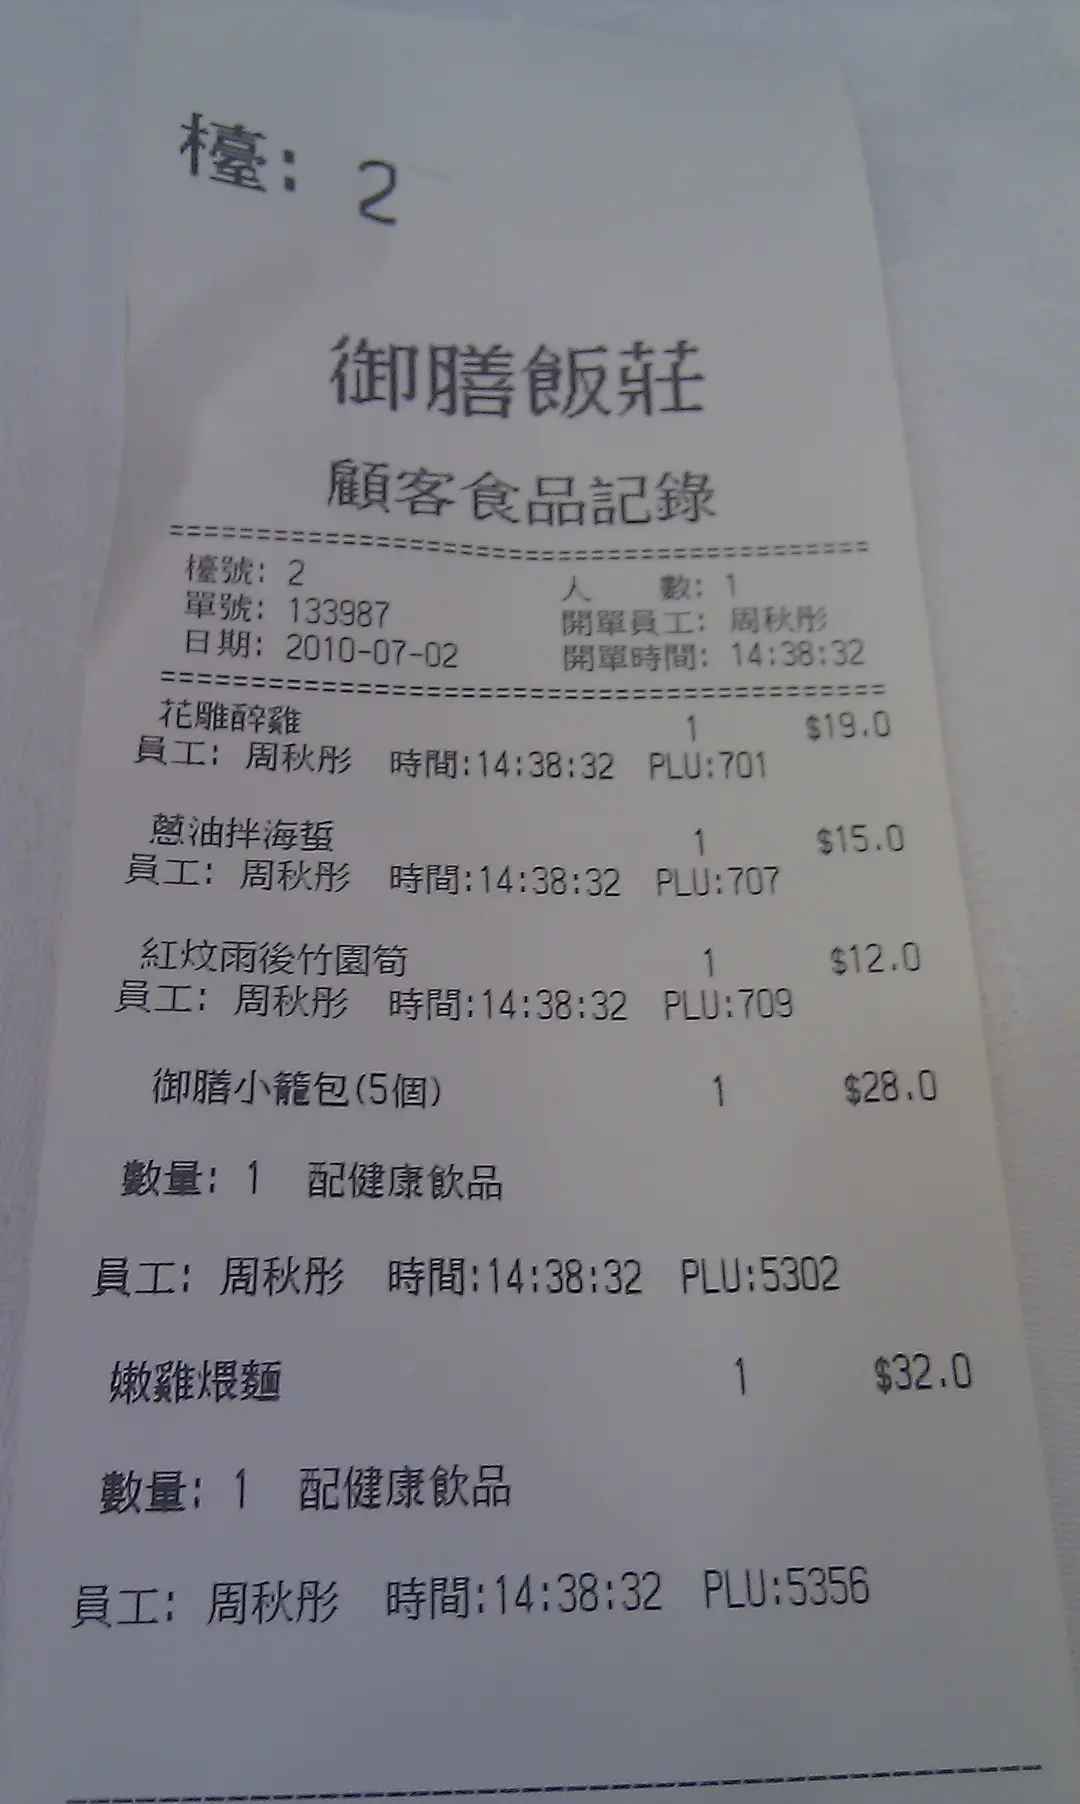 檯: 2
御膳飯莊
顧客食品記錄
檯號: 2 人 數: 1
單號: 133987 開單員工: 周秋彤
日期: 2010-07-02 開單時間: 14:38:32
花雕醉雞 1 $19.0
員工: 周秋彤 時間:14:38:32 PLU:701
蔥油拌海蜇 1 $15.0
員工: 周秋彤 時間:14:38:32 PLU:707
紅炆雨後竹園筍 1 $12.0
員工: 周秋彤 時間:14:38:32 PLU:709
御膳小籠包(5個) 1 $28.0
數量: 1 配健康飲品
員工: 周秋彤 時間:14:38:32 PLU:5302
嫩雞煨麵 1 $32.0
數量: 1 配健康飲品
員工: 周秋彤 時間:14:38:32 PLU:5356